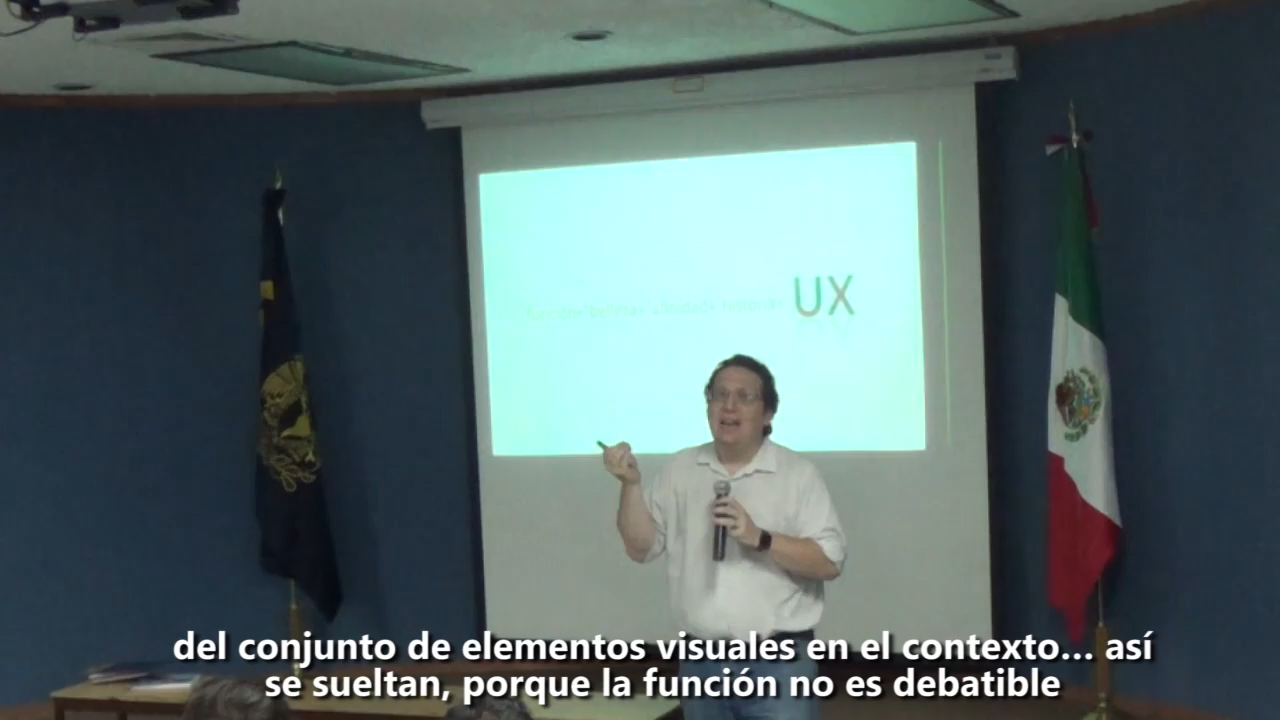 UX
del conjunto de elementos visuales en el contexto... así
se sueltan, porque la función no es debatible